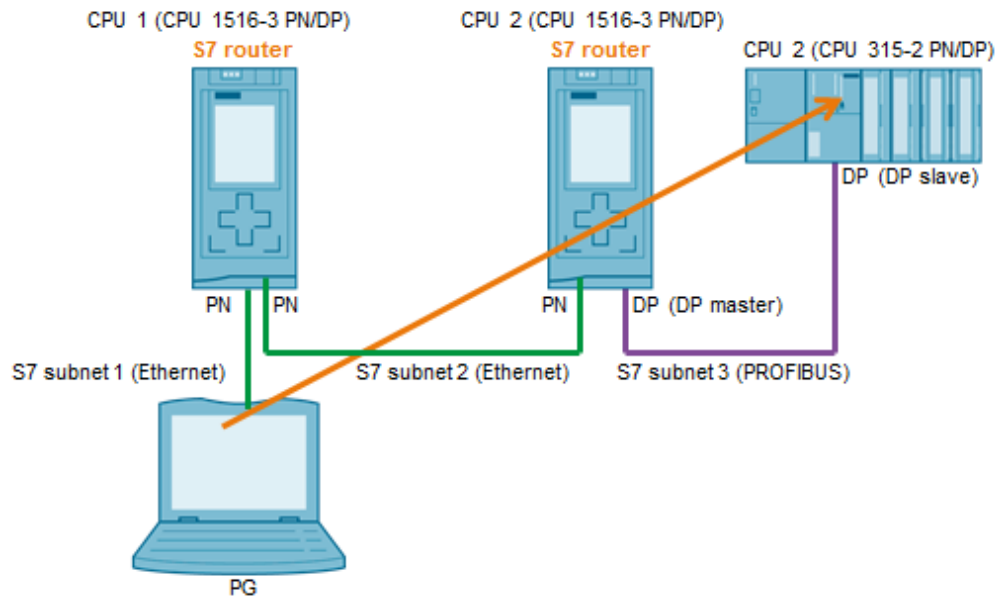 CPU 1 (CPU 1516-3 PN/DP)
S7 router
CPU 2 (CPU 1516-3 PN/DP)
S7 router
CPU 2 (CPU 315-2 PN/DP)
DP (DP slave)
PN
PN
PN
DP (DP master)
S7 subnet 1 (Ethernet)
S7 subnet 2 (Ethernet)
S7 subnet 3 (PROFIBUS)
PG